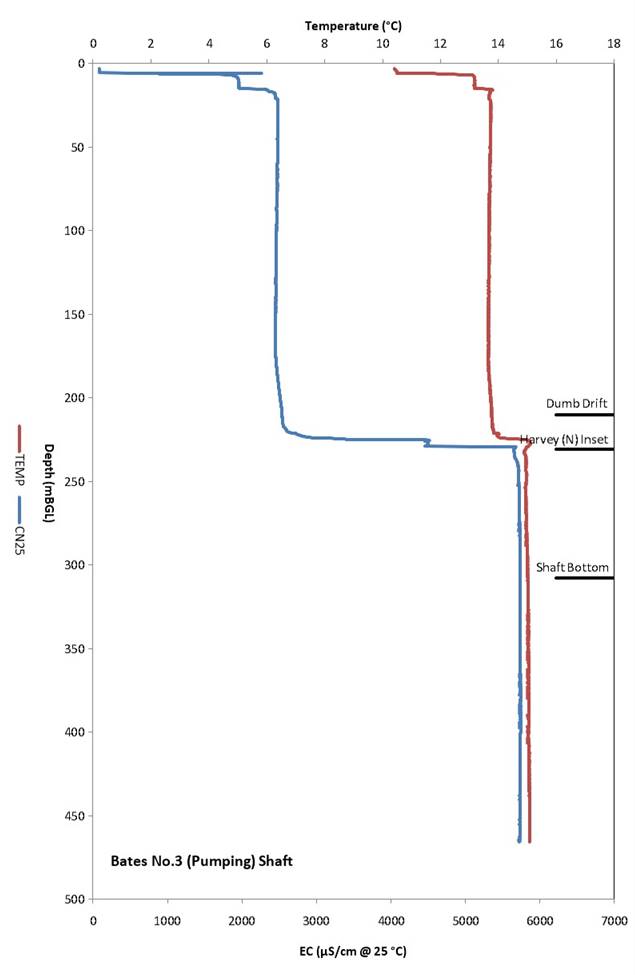 Temperature (°C)
0 2 4 6 8 10 12 14 16 18
0
50
100
150
200
250
300
350
400
450
500
Depth (mBGL)
TEMP CN25
Dumb Drift
Harvey (N) Inset
Shaft Bottom
Bates No.3 (Pumping) Shaft
0 1000 2000 3000 4000 5000 6000 7000
EC (µS/cm @ 25 °C)